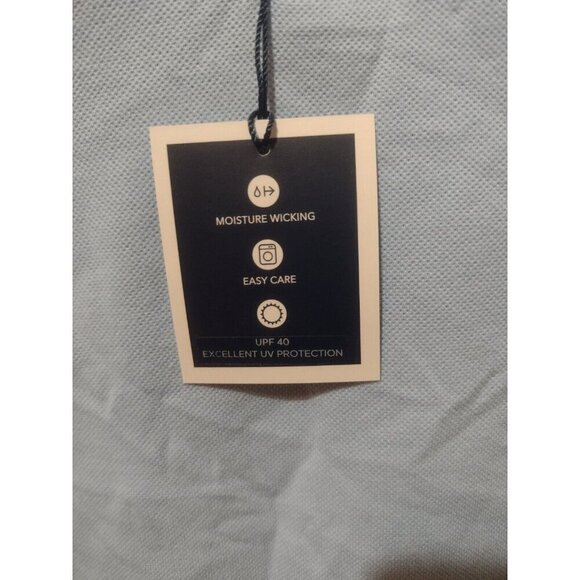 MOISTURE WICKING
EASY CARE
UPF 40
EXCELLENT UV PROTECTION